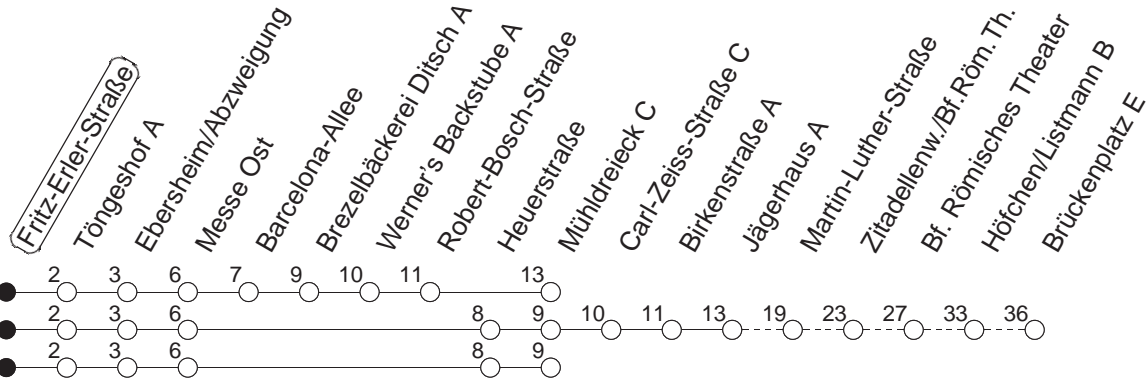 Fritz-Erler-Straße
Töngeshof A
Ebersheim/Abzweigung
Messe Ost
Barcelona-Allee
Brezelbäckerei Ditsch A
Werner's Backstube A
Robert-Bosch-Straße
Heuerstraße
Mühldreieck C
Carl-Zeiss-Straße C
Birkenstraße A
Jägerhaus A
Martin-Luther-Straße
Zitadellenw./Bf.Röm. Th.
Bf. Römisches Theater
Höfchen/Listmann B
Brückenplatz E
2 3 6 7 9 10 11 13
2 3 6 8 9 10 11 13 19 23 27 33 36
2 3 6 8 9